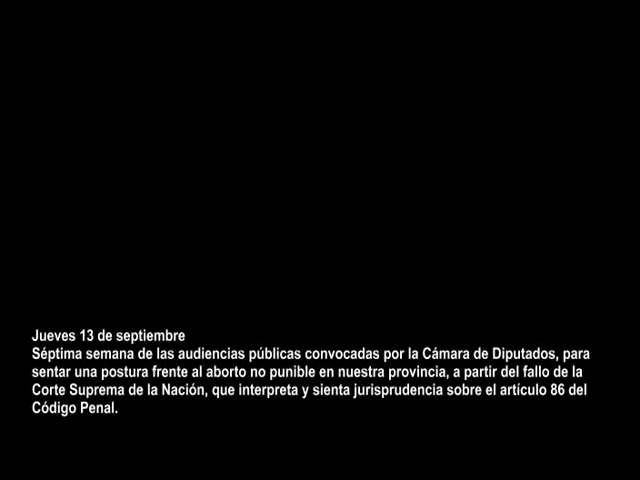 Jueves 13 de septiembre
Séptima semana de las audiencias públicas convocadas por la Cámara de Diputados, para
sentar una postura frente al aborto no punible en nuestra provincia, a partir del fallo de la
Corte Suprema de la Nación, que interpreta y sienta jurisprudencia sobre el artículo 86 del
Código Penal.